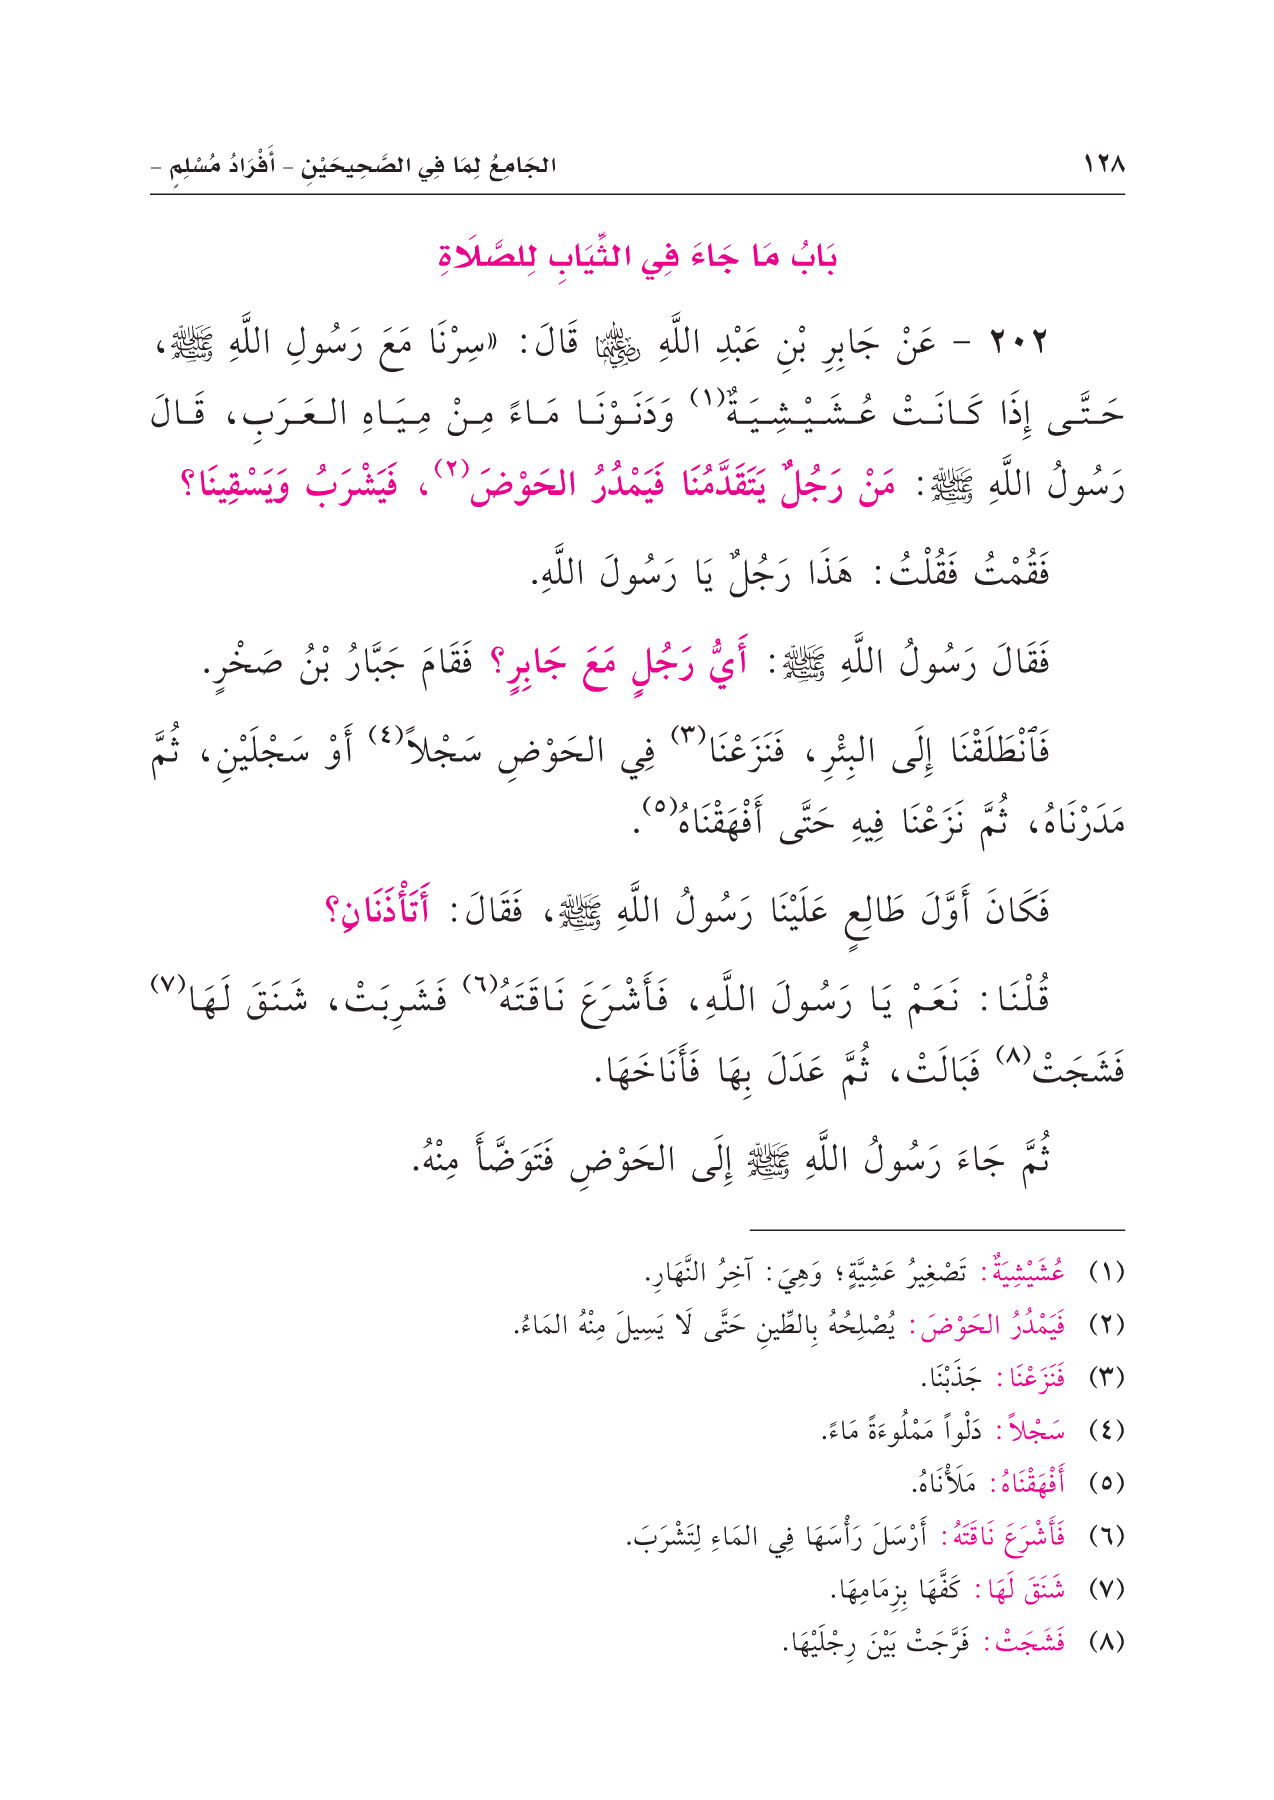 ١٢٨ الجَامِعُ لِمَا فِي الصَّحِيحَيْنِ - أَفْرَادُ مُسْلِمٍ -
بَابُ مَا جَاءَ فِي الثِّيَابِ لِلصَّلَاةِ
٢٠٢ - عَنْ جَابِرِ بْنِ عَبْدِ اللَّهِ رَضِيَ اللَّهُ عَنْهُمَا قَالَ: «سِرْنَا مَعَ رَسُولِ اللَّهِ ﷺ،
حَتَّى إِذَا كَانَتْ عُشَيْشِيَةٌ(١) وَدَنَوْنَا مَاءً مِنْ مِيَاهِ العَرَبِ، قَالَ
رَسُولُ اللَّهِ ﷺ: مَنْ رَجُلٌ يَتَقَدَّمُنَا فَيَمْدُرُ الحَوْضَ(٢)، فَيَشْرَبُ وَيَسْقِينَا؟
فَقُمْتُ فَقُلْتُ: هَذَا رَجُلٌ يَا رَسُولَ اللَّهِ.
فَقَالَ رَسُولُ اللَّهِ ﷺ: أَيُّ رَجُلٍ مَعَ جَابِرٍ؟ فَقَامَ جَبَّارُ بْنُ صَخْرٍ.
فَٱنْطَلَقْنَا إِلَى البِئْرِ، فَنَزَعْنَا(٣) فِي الحَوْضِ سَجْلاً(٤) أَوْ سَجْلَيْنِ، ثُمَّ
مَدَرْنَاهُ، ثُمَّ نَزَعْنَا فِيهِ حَتَّى أَفْهَقْنَاهُ(٥).
فَكَانَ أَوَّلَ طَالِعٍ عَلَيْنَا رَسُولُ اللَّهِ ﷺ، فَقَالَ: أَتَأْذَنَانِ؟
قُلْنَا: نَعَمْ يَا رَسُولَ اللَّهِ، فَأَشْرَعَ نَاقَتَهُ(٦) فَشَرِبَتْ، شَنَقَ لَهَا(٧)
فَشَجَتْ(٨) فَبَالَتْ، ثُمَّ عَدَلَ بِهَا فَأَنَاخَهَا.
ثُمَّ جَاءَ رَسُولُ اللَّهِ ﷺ إِلَى الحَوْضِ فَتَوَضَّأَ مِنْهُ.
(١) عُشَيْشِيَةٌ: تَصْغِيرُ عَشِيَّةٍ؛ وَهِيَ: آخِرُ النَّهَارِ.
(٢) فَيَمْدُرُ الحَوْضَ: يُصْلِحُهُ بِالطِّينِ حَتَّى لَا يَسِيلَ مِنْهُ المَاءُ.
(٣) فَنَزَعْنَا: جَذَبْنَا.
(٤) سَجْلاً: دَلْواً مَمْلُوءَةً مَاءً.
(٥) أَفْهَقْنَاهُ: مَلَأْنَاهُ.
(٦) فَأَشْرَعَ نَاقَتَهُ: أَرْسَلَ رَأْسَهَا فِي المَاءِ لِتَشْرَبَ.
(٧) شَنَقَ لَهَا: كَفَّهَا بِزِمَامِهَا.
(٨) فَشَجَتْ: فَرَّجَتْ بَيْنَ رِجْلَيْهَا.